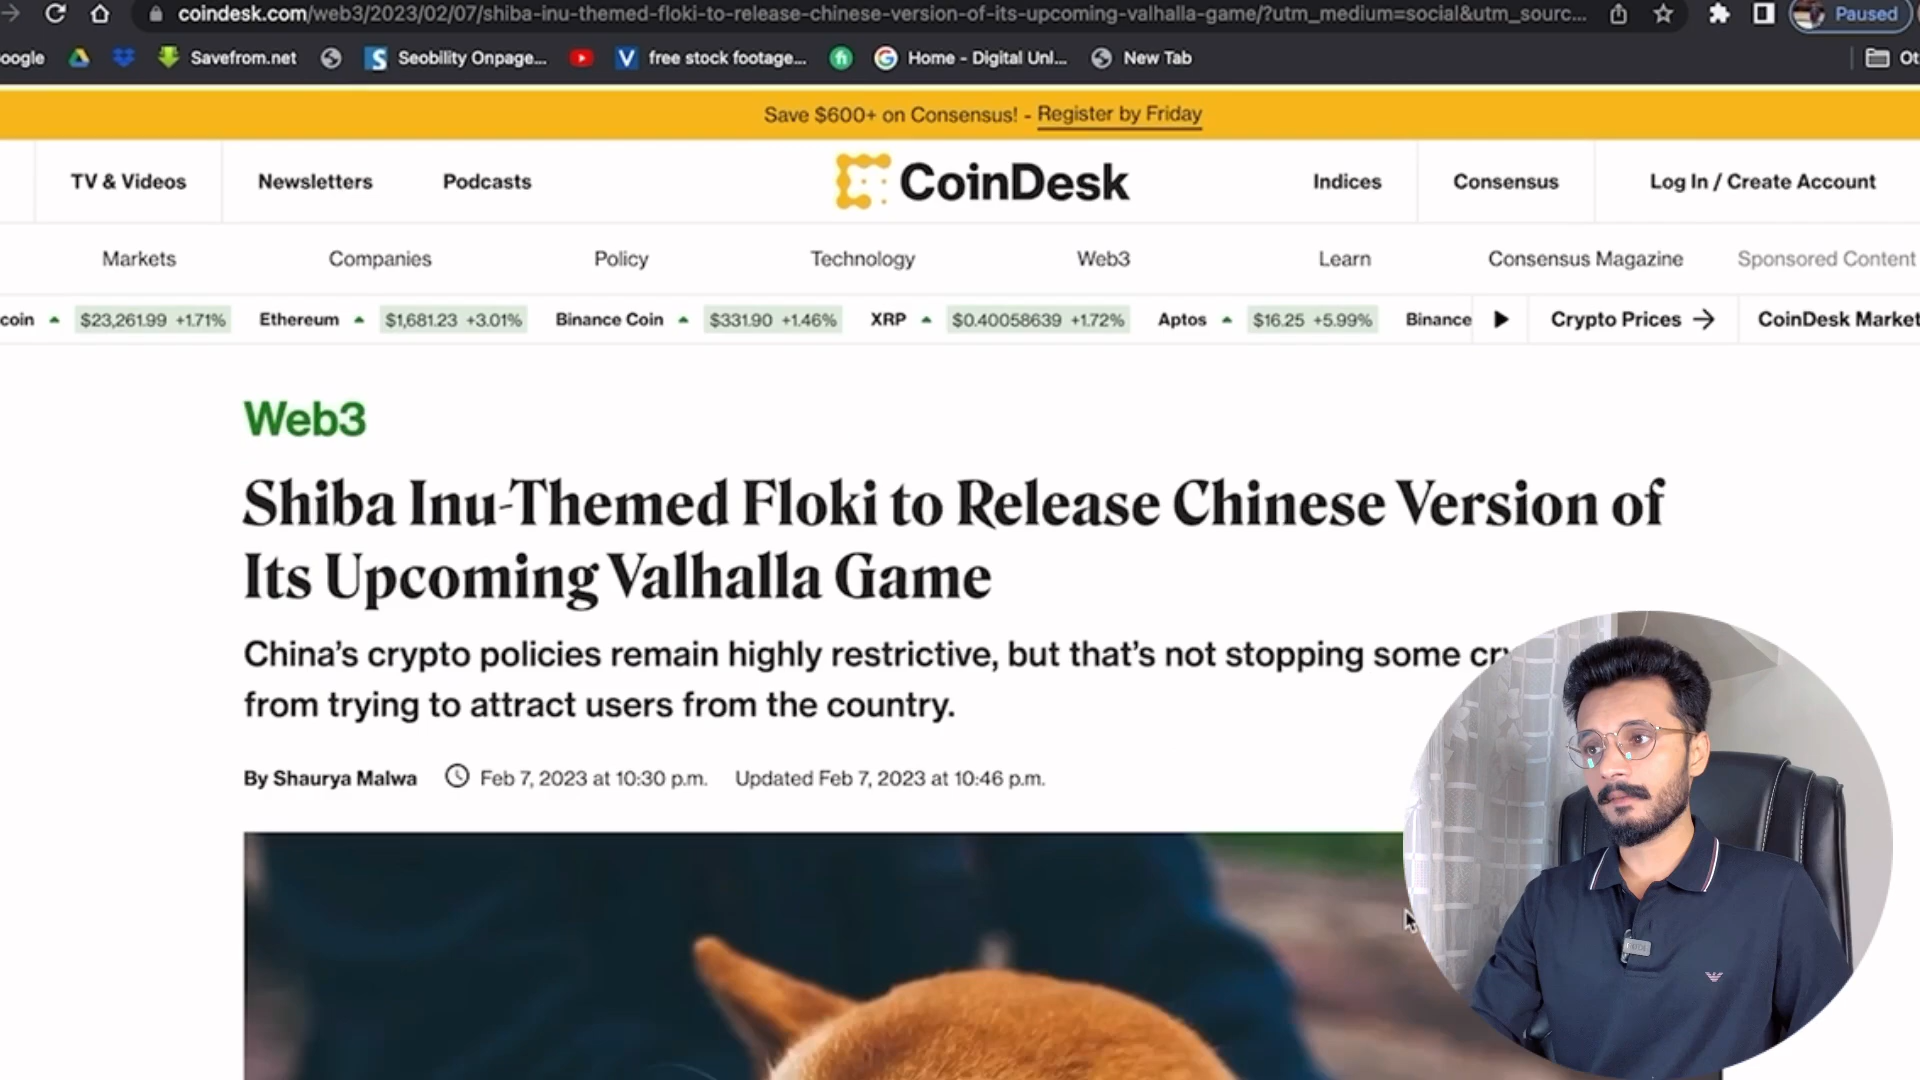 coindesk.com/web3/2023/02/07/shiba-inu-themed-floki-to-release-chinese-version-of-its-upcoming-valhalla-game/?utm_medium=social&utm_sourc...
Paused
oogle
Savefrom.net
Seobility Onpage...
free stock footage...
Home - Digital Unl...
New Tab
Ot
Save $600+ on Consensus! - Register by Friday
TV & Videos
Newsletters
Podcasts
CoinDesk
Indices
Consensus
Log In / Create Account
Markets
Companies
Policy
Technology
Web3
Learn
Consensus Magazine
Sponsored Content
coin $23,261.99 +1.71%
Ethereum $1,681.23 +3.01%
Binance Coin $331.90 +1.46%
XRP $0.40058639 +1.72%
Aptos $16.25 +5.99%
Binance
Crypto Prices
CoinDesk Market
Web3
Shiba Inu-Themed Floki to Release Chinese Version of
Its Upcoming Valhalla Game
China's crypto policies remain highly restrictive, but that's not stopping some cry
from trying to attract users from the country.
By Shaurya Malwa
Feb 7, 2023 at 10:30 p.m.
Updated Feb 7, 2023 at 10:46 p.m.